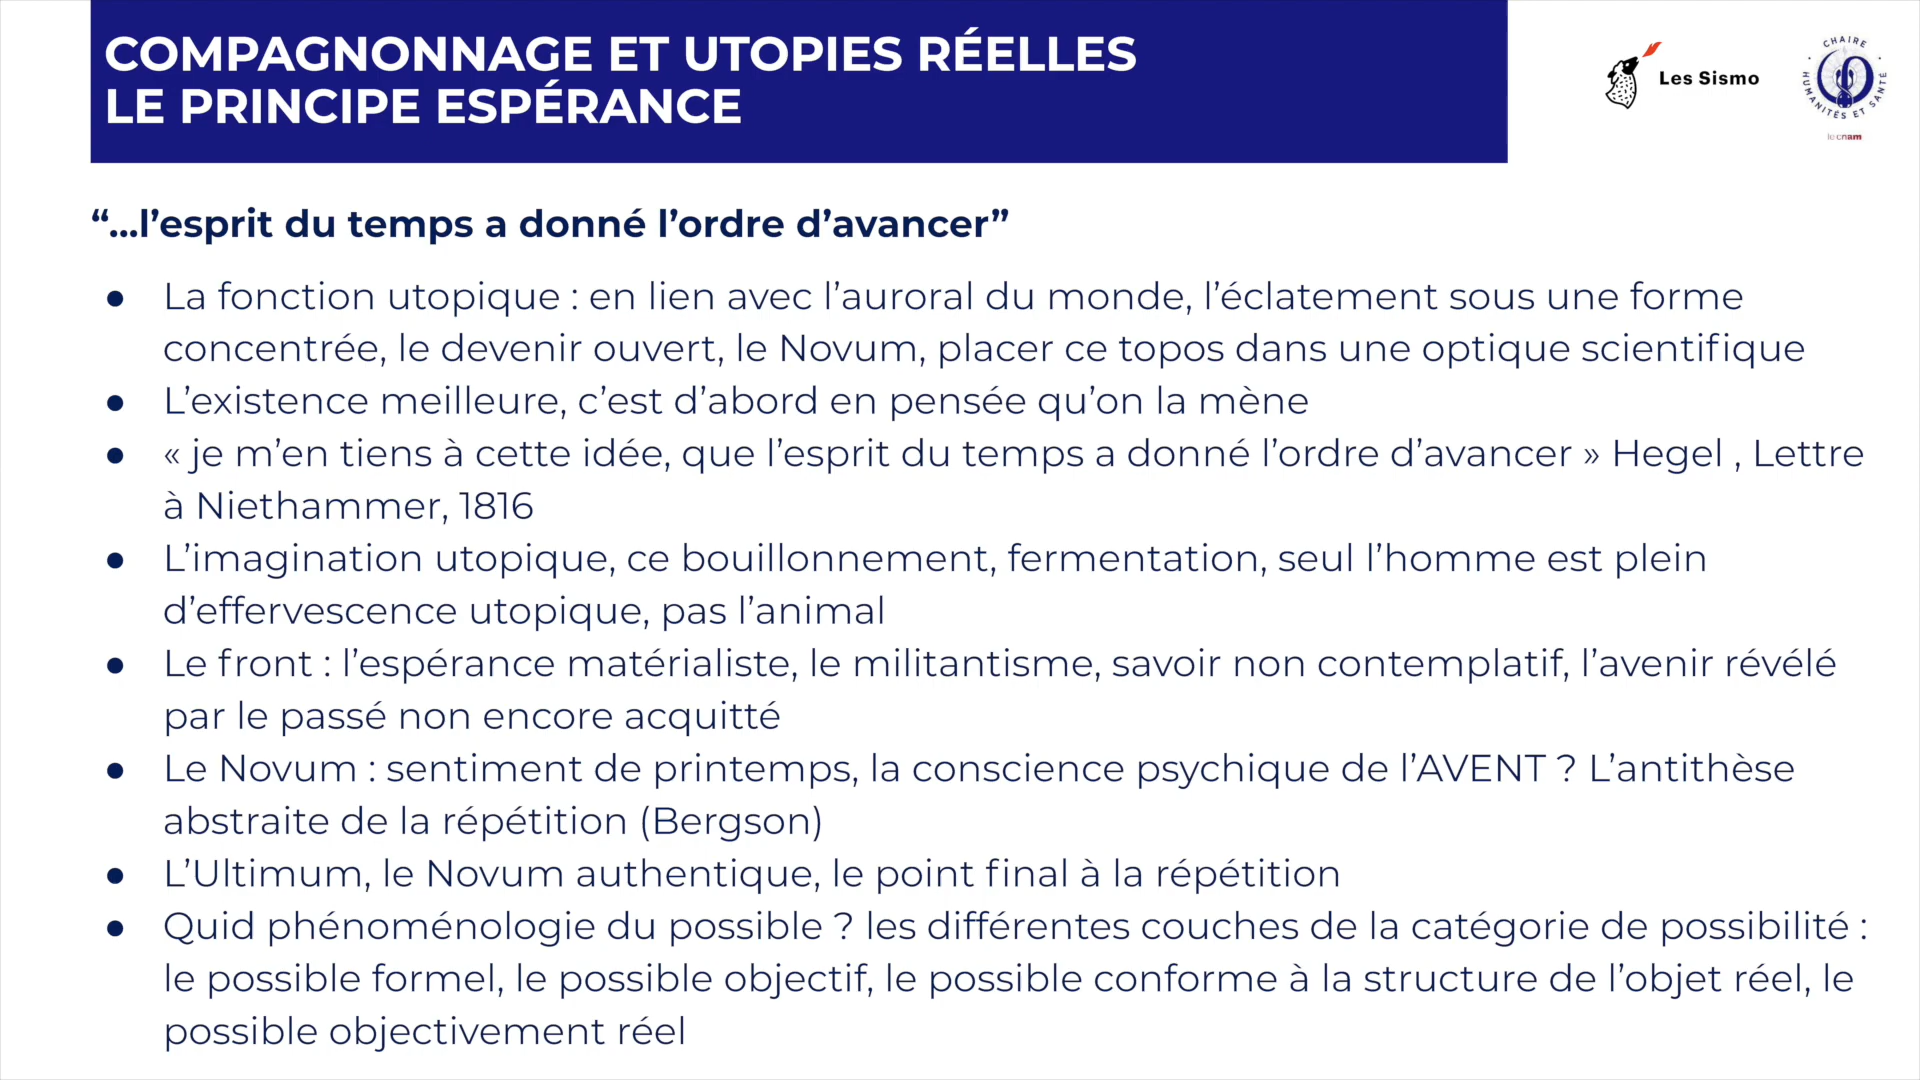 COMPAGNONNAGE ET UTOPIES RÉELLES
LE PRINCIPE ESPÉRANCE
Les Sismo
CHAIRE
HUMANITÉS ET SANTÉ
le cnam
“...l’esprit du temps a donné l’ordre d’avancer”
● La fonction utopique : en lien avec l’auroral du monde, l’éclatement sous une forme
concentrée, le devenir ouvert, le Novum, placer ce topos dans une optique scientifique
● L’existence meilleure, c’est d’abord en pensée qu’on la mène
● « je m’en tiens à cette idée, que l’esprit du temps a donné l’ordre d’avancer » Hegel , Lettre
à Niethammer, 1816
● L’imagination utopique, ce bouillonnement, fermentation, seul l’homme est plein
d’effervescence utopique, pas l’animal
● Le front : l’espérance matérialiste, le militantisme, savoir non contemplatif, l’avenir révélé
par le passé non encore acquitté
● Le Novum : sentiment de printemps, la conscience psychique de l’AVENT ? L’antithèse
abstraite de la répétition (Bergson)
● L’Ultimum, le Novum authentique, le point final à la répétition
● Quid phénoménologie du possible ? les différentes couches de la catégorie de possibilité :
le possible formel, le possible objectif, le possible conforme à la structure de l’objet réel, le
possible objectivement réel